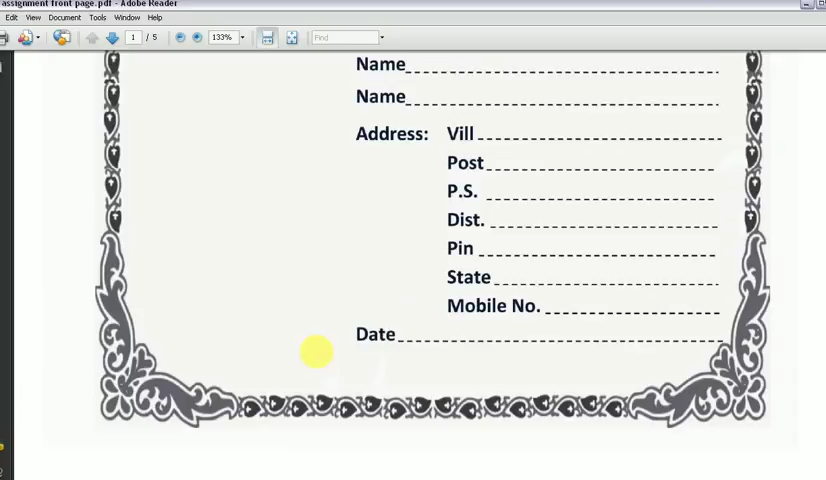 assignment front page.pdf - Adobe Reader
Edit View Document Tools Window Help
1 / 5 133% Find
Name
Name
Address: Vill
Post
P.S.
Dist.
Pin
State
Mobile No.
Date